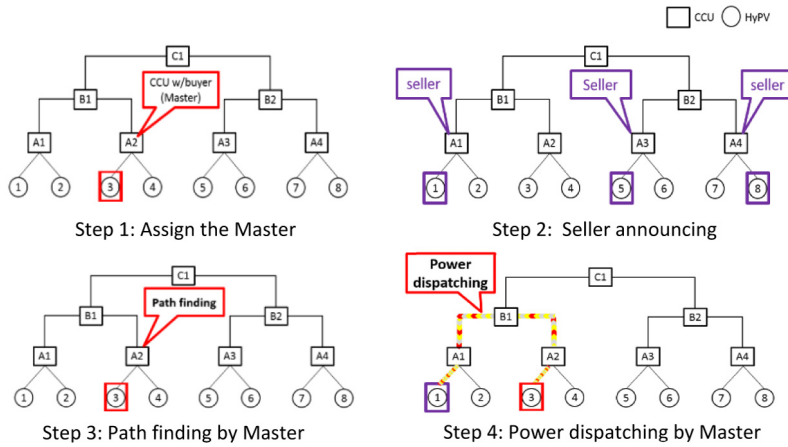 CCU HyPV
C1
CCU w/buyer
(Master)
B1 B2
A1 A2 A3 A4
1 2 3 4 5 6 7 8
Step 1: Assign the Master
C1
seller Seller seller
B1 B2
A1 A2 A3 A4
1 2 3 4 5 6 7 8
Step 2: Seller announcing
C1
Path finding
B1 B2
A1 A2 A3 A4
1 2 3 4 5 6 7 8
Step 3: Path finding by Master
Power
dispatching
C1
B1 B2
A1 A2 A3 A4
1 2 3 4 5 6 7 8
Step 4: Power dispatching by Master